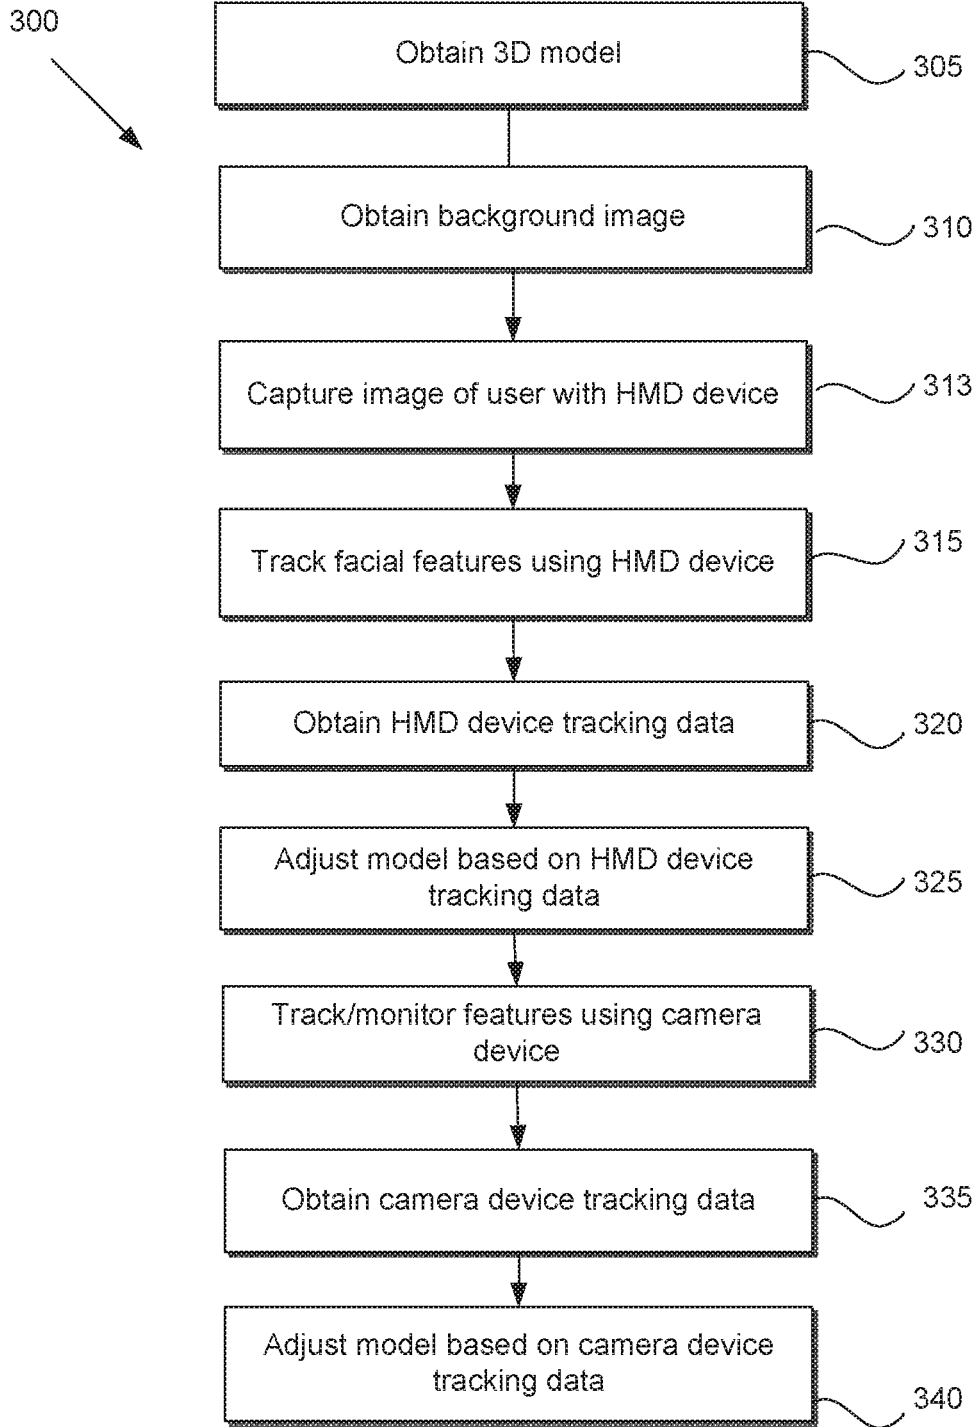 300
Obtain 3D model
305
Obtain background image
310
Capture image of user with HMD device
313
Track facial features using HMD device
315
Obtain HMD device tracking data
320
Adjust model based on HMD device
tracking data
325
Track/monitor features using camera
device
330
Obtain camera device tracking data
335
Adjust model based on camera device
tracking data
340